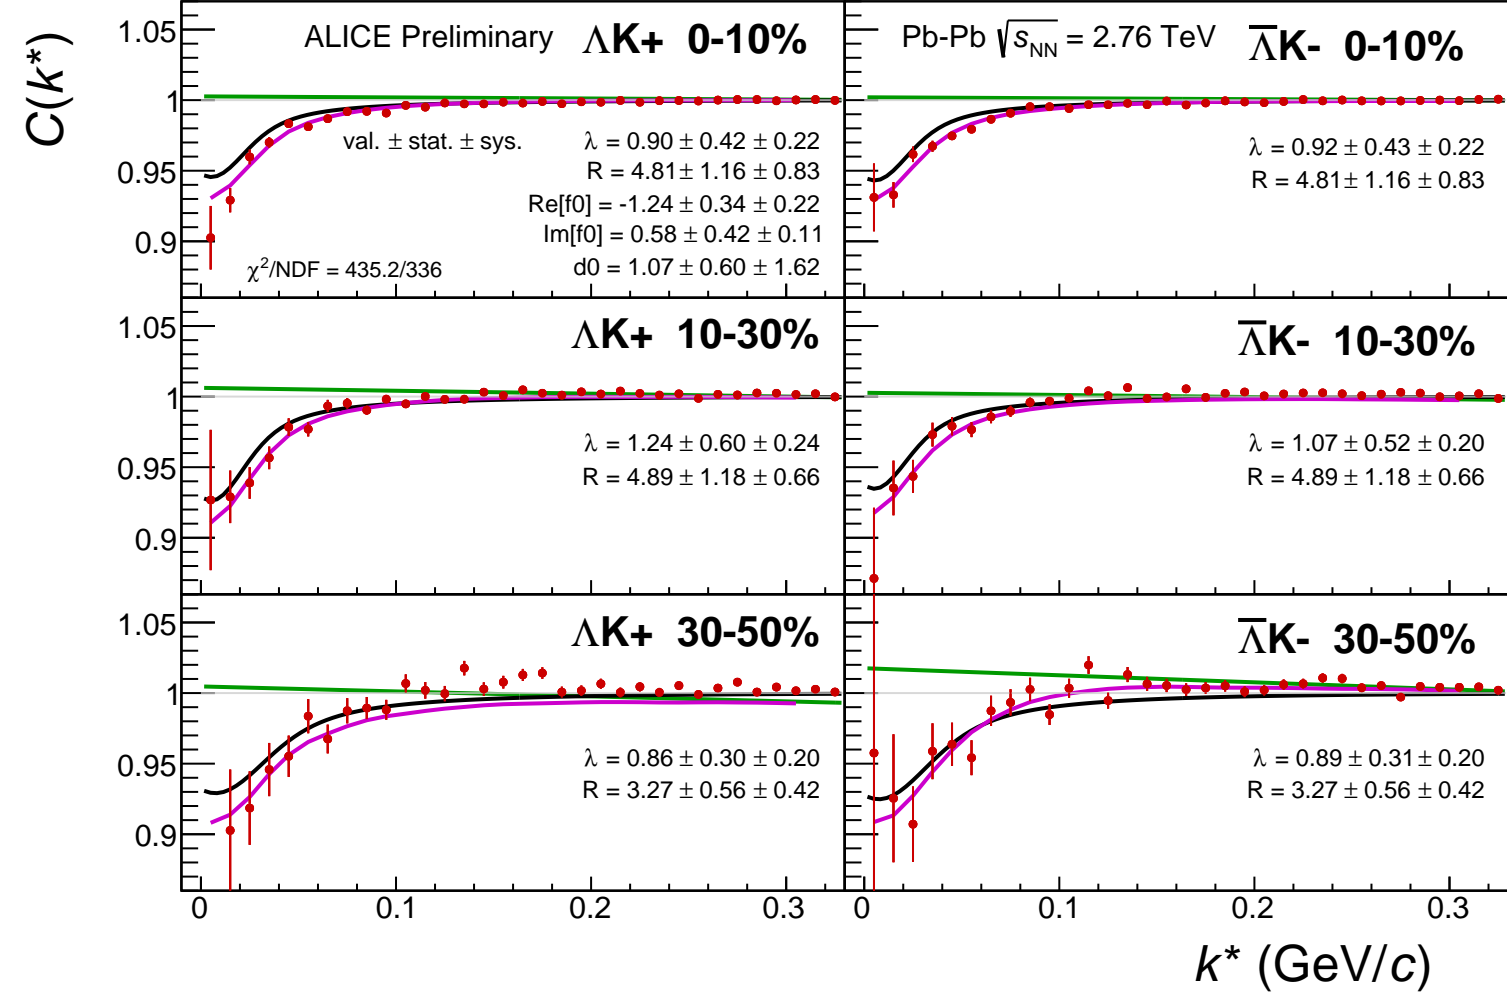 C(k*)
1.05
1
0.95
0.9
ALICE Preliminary ΛK+ 0-10%
val. ± stat. ± sys.
λ = 0.90 ± 0.42 ± 0.22
R = 4.81± 1.16 ± 0.83
Re[f0] = -1.24 ± 0.34 ± 0.22
Im[f0] = 0.58 ± 0.42 ± 0.11
χ²/NDF = 435.2/336
d0 = 1.07 ± 0.60 ± 1.62
Pb-Pb √s_NN = 2.76 TeV Λ̅K- 0-10%
λ = 0.92 ± 0.43 ± 0.22
R = 4.81 ± 1.16 ± 0.83
1.05
1
0.95
0.9
ΛK+ 10-30%
λ = 1.24 ± 0.60 ± 0.24
R = 4.89 ± 1.18 ± 0.66
Λ̅K- 10-30%
λ = 1.07 ± 0.52 ± 0.20
R = 4.89 ± 1.18 ± 0.66
1.05
1
0.95
0.9
ΛK+ 30-50%
λ = 0.86 ± 0.30 ± 0.20
R = 3.27 ± 0.56 ± 0.42
Λ̅K- 30-50%
λ = 0.89 ± 0.31 ± 0.20
R = 3.27 ± 0.56 ± 0.42
0 0.1 0.2 0.3 0 0.1 0.2 0.3
k* (GeV/c)